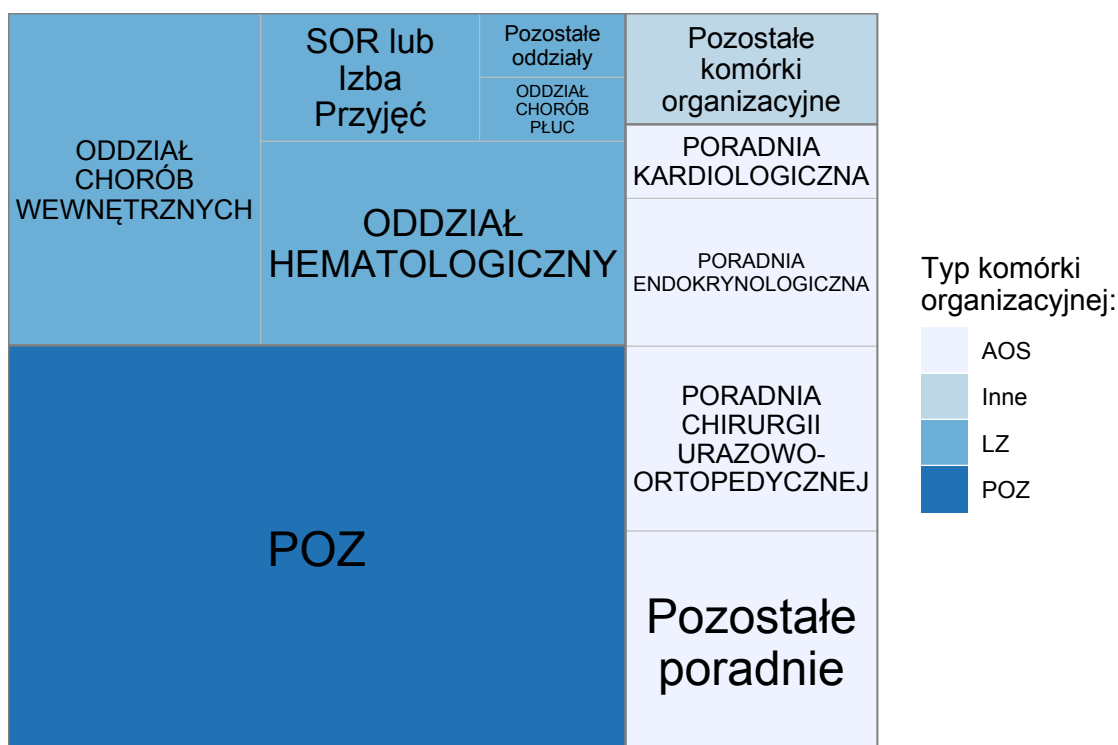 ODDZIAŁ
CHORÓB
WEWNĘTRZNYCH
SOR lub
Izba
Przyjęć
Pozostałe
oddziały
ODDZIAŁ
CHORÓB
PŁUC
ODDZIAŁ
HEMATOLOGICZNY
POZ
Pozostałe
komórki
organizacyjne
PORADNIA
KARDIOLOGICZNA
PORADNIA
ENDOKRYNOLOGICZNA
PORADNIA
CHIRURGII
URAZOWO-
ORTOPEDYCZNEJ
Pozostałe
poradnie
Typ komórki
organizacyjnej:
AOS
Inne
LZ
POZ